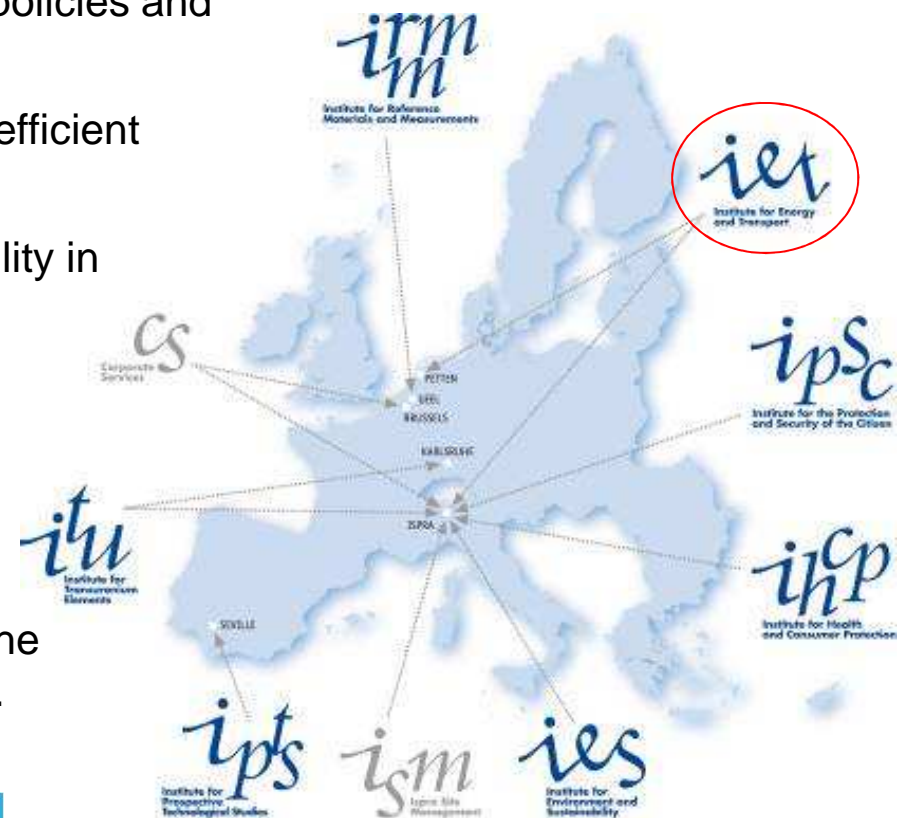 policies and
irmm
Institute for Reference
Materials and Measurements
efficient
iet
Institute for Energy
and Transport
ility in
cs
Corporate
Services
ipsc
Institute for the Protection
and Security of the Citizen
PETTEN
GEEL
BRUSSELS
KARLSRUHE
ISPRA
itu
Institute for
Transuranium
Elements
ihcp
Institute for Health
and Consumer Protection
SEVILLE
ne
.
ipts
Institute for
Prospective
Technological Studies
ism
Ispra Site
Management
ies
Institute for
Environment and
Sustainability